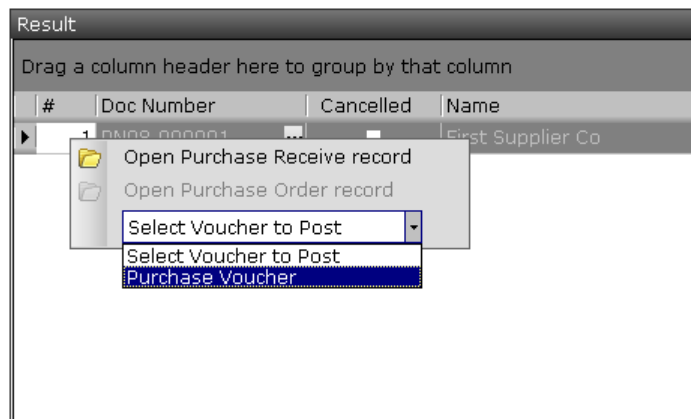 Result
Drag a column header here to group by that column
# Doc Number Cancelled Name
1 First Supplier Co
Open Purchase Receive record
Open Purchase Order record
Select Voucher to Post
Select Voucher to Post
Purchase Voucher